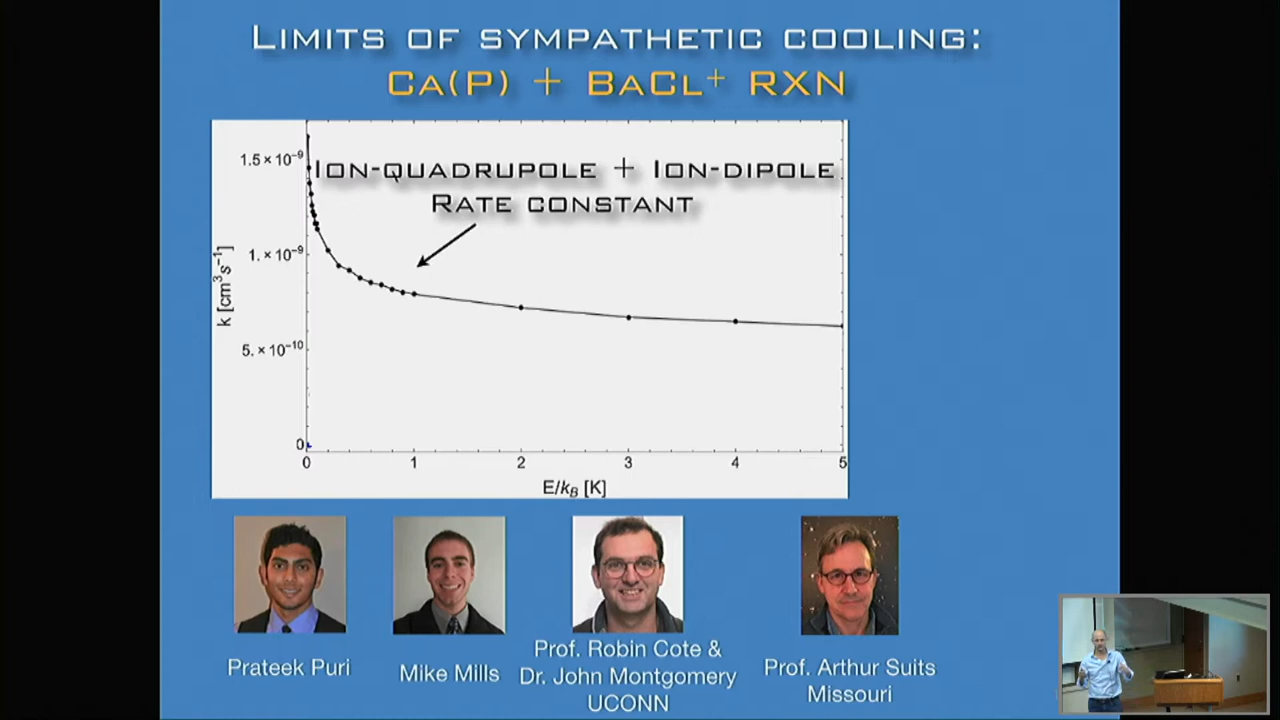 LIMITS OF SYMPATHETIC COOLING:
CA(P) + BACL⁺ RXN
ION-QUADRUPOLE + ION-DIPOLE
RATE CONSTANT
1.5×10⁻⁹
1.×10⁻⁹
5.×10⁻¹⁰
0
k [cm³s⁻¹]
0 1 2 3 4 5
E/k_B [K]
Prateek Puri
Mike Mills
Prof. Robin Cote &
Dr. John Montgomery
UCONN
Prof. Arthur Suits
Missouri